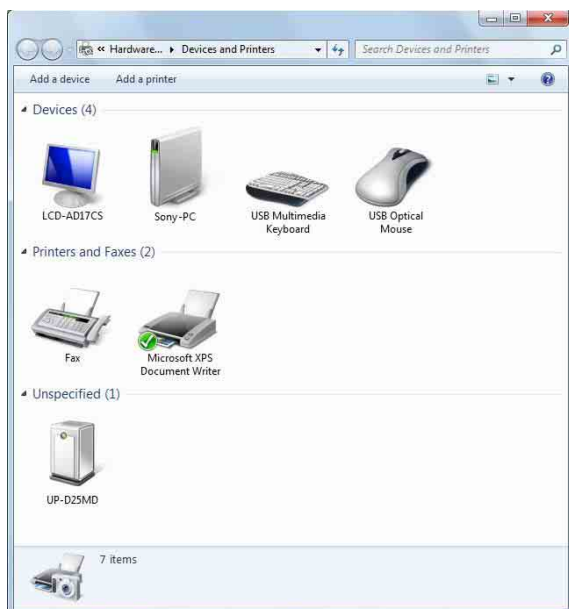 « Hardware... ▸ Devices and Printers
Search Devices and Printers
Add a device Add a printer
Devices (4)
LCD-AD17CS
Sony-PC
USB Multimedia
Keyboard
USB Optical
Mouse
Printers and Faxes (2)
Fax
Microsoft XPS
Document Writer
Unspecified (1)
UP-D25MD
7 items